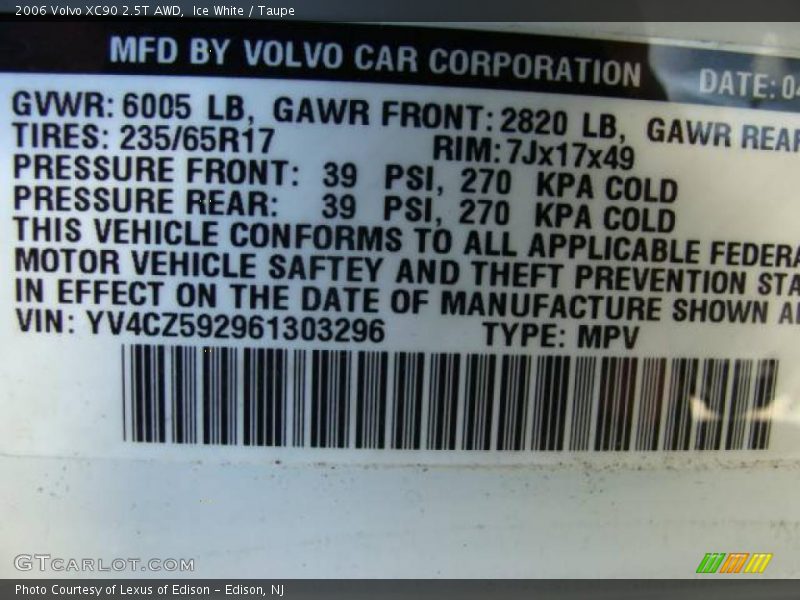 2006 Volvo XC90 2.5T AWD,  Ice White / Taupe
MFD BY VOLVO CAR CORPORATION DATE: 04
GVWR: 6005 LB, GAWR FRONT: 2820 LB, GAWR REAR
TIRES: 235/65R17 RIM: 7Jx17x49
PRESSURE FRONT: 39 PSI, 270 KPA COLD
PRESSURE REAR: 39 PSI, 270 KPA COLD
THIS VEHICLE CONFORMS TO ALL APPLICABLE FEDERA
MOTOR VEHICLE SAFTEY AND THEFT PREVENTION STA
IN EFFECT ON THE DATE OF MANUFACTURE SHOWN A
VIN: YV4CZ592961303296 TYPE: MPV
GTCARLOT.COM
Photo Courtesy of Lexus of Edison - Edison, NJ